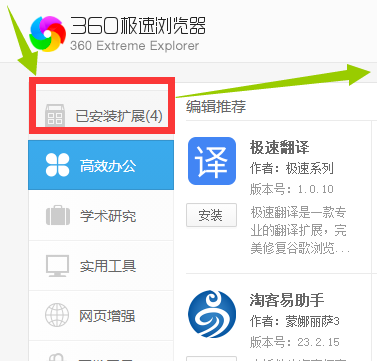 360极速浏览器
360 Extreme Explorer
已安装扩展(4)
高效办公
学术研究
实用工具
网页增强
编辑推荐
译
极速翻译
作者：极速系列
版本号：1.0.10
安装
极速翻译是一款专
业的翻译扩展，完
美修复谷歌浏览...
淘客易助手
作者：蒙娜丽萨3
版本号：23.2.15